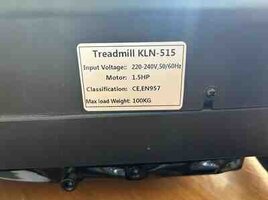 Treadmill KLN-515
Input Voltage: 220-240V,50/60Hz
Motor: 1.5HP
Classification: CE,EN957
Max load Weight: 100KG